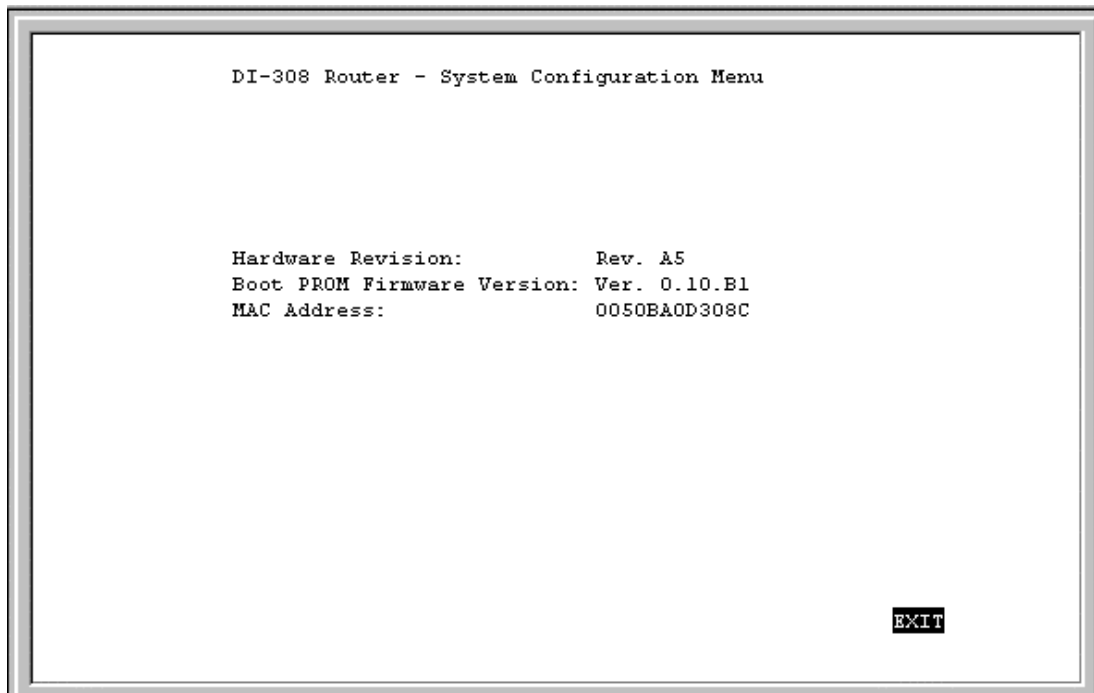 DI-308 Router - System Configuration Menu
Hardware Revision: Rev. A5
Boot PROM Firmware Version: Ver. 0.10.B1
MAC Address: 0050BA0D308C
EXIT